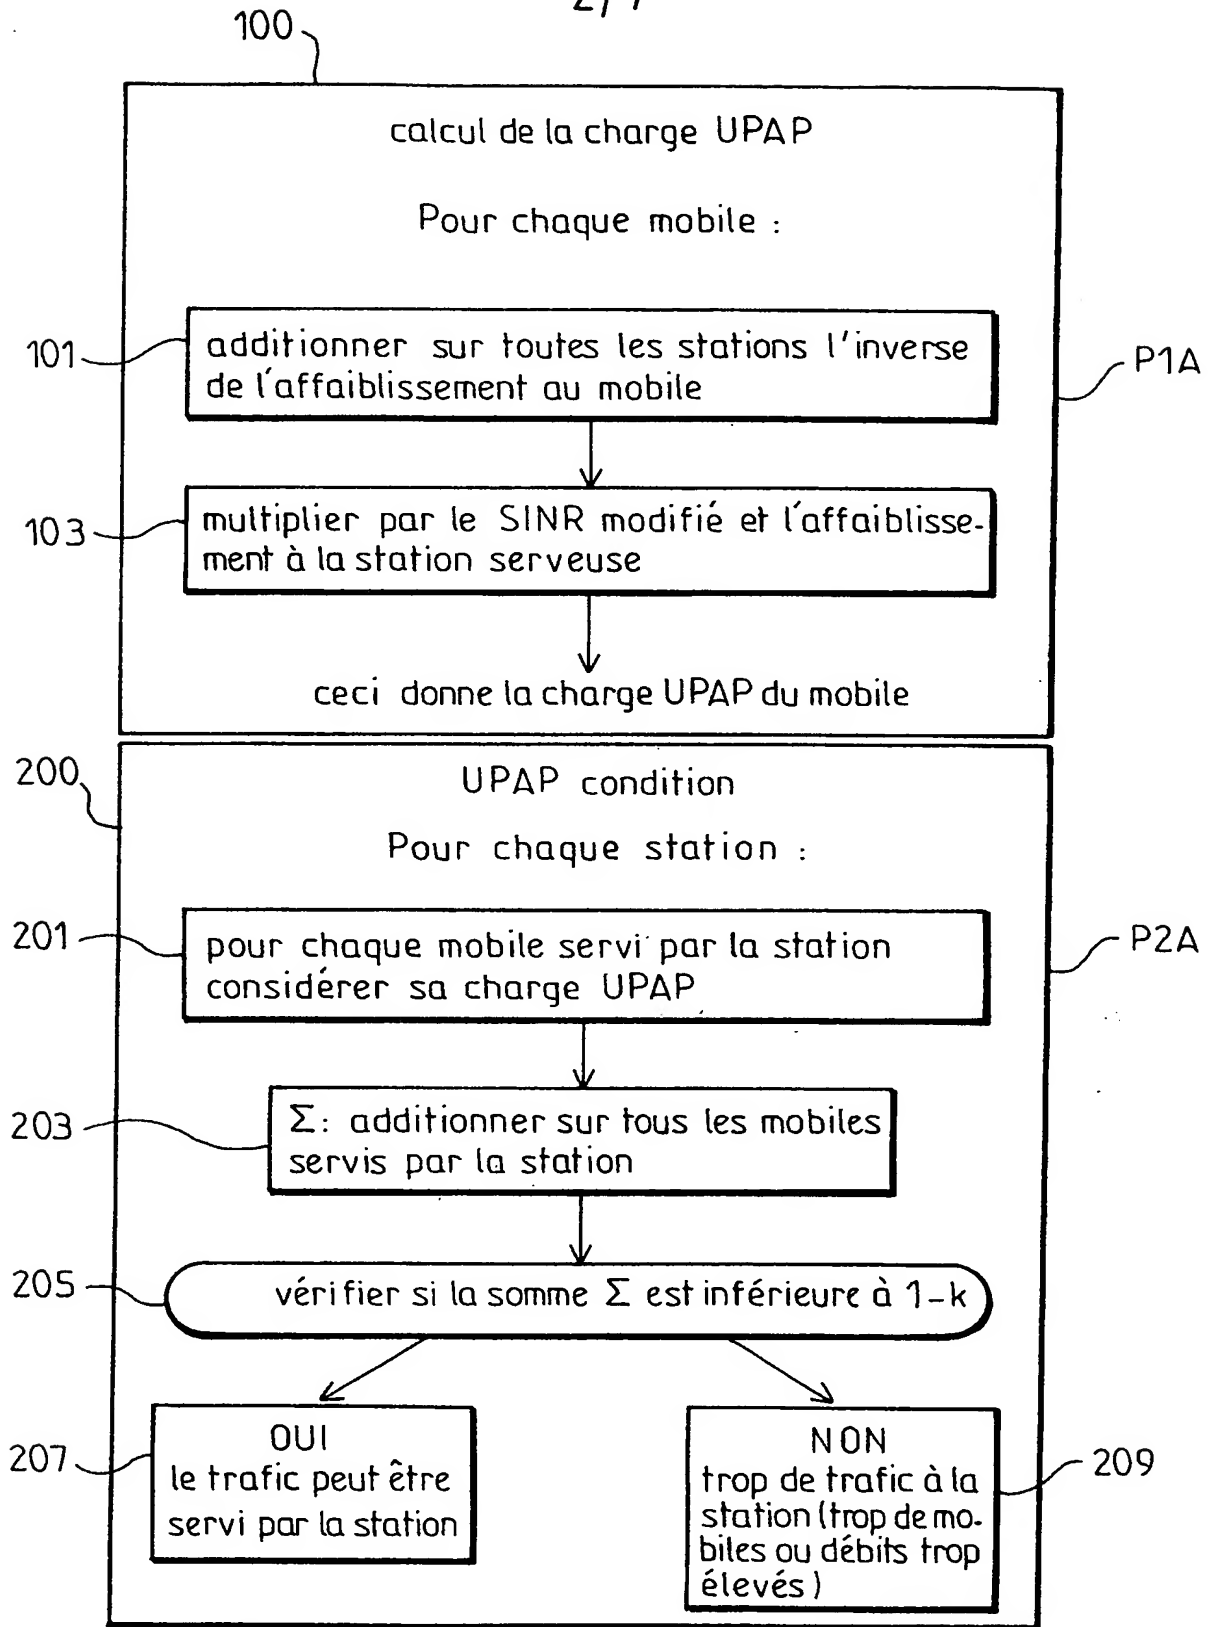 100
calcul de la charge UPAP
Pour chaque mobile :
101
additionner sur toutes les stations l'inverse
de l'affaiblissement au mobile
P1A
103
multiplier par le SINR modifié et l'affaiblisse-
ment à la station serveuse
ceci donne la charge UPAP du mobile
200
UPAP condition
Pour chaque station :
201
pour chaque mobile servi par la station
considérer sa charge UPAP
P2A
203
Σ: additionner sur tous les mobiles
servis par la station
205
vérifier si la somme Σ est inférieure à 1-k
207
OUI
le trafic peut être
servi par la station
NON
trop de trafic à la
station (trop de mo-
biles ou débits trop
élevés)
209